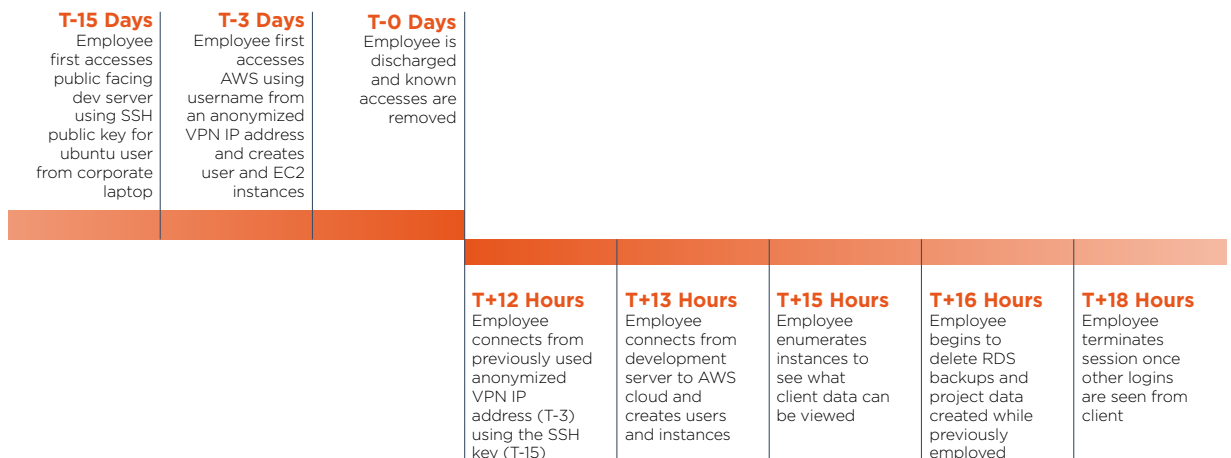 T-15 Days
Employee
first accesses
public facing
dev server
using SSH
public key for
ubuntu user
from corporate
laptop
T-3 Days
Employee first
accesses
AWS using
username from
an anonymized
VPN IP address
and creates
user and EC2
instances
T-0 Days
Employee is
discharged
and known
accesses are
removed
T+12 Hours
Employee
connects from
previously used
anonymized
VPN IP
address (T-3)
using the SSH
key (T-15)
T+13 Hours
Employee
connects from
development
server to AWS
cloud and
creates users
and instances
T+15 Hours
Employee
enumerates
instances to
see what
client data can
be viewed
T+16 Hours
Employee
begins to
delete RDS
backups and
project data
created while
previously
employed
T+18 Hours
Employee
terminates
session once
other logins
are seen from
client